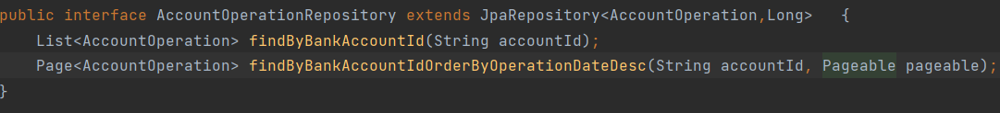 public interface AccountOperationRepository extends JpaRepository<AccountOperation,Long>   {
    List<AccountOperation> findByBankAccountId(String accountId);
    Page<AccountOperation> findByBankAccountIdOrderByOperationDateDesc(String accountId, Pageable pageable);
}